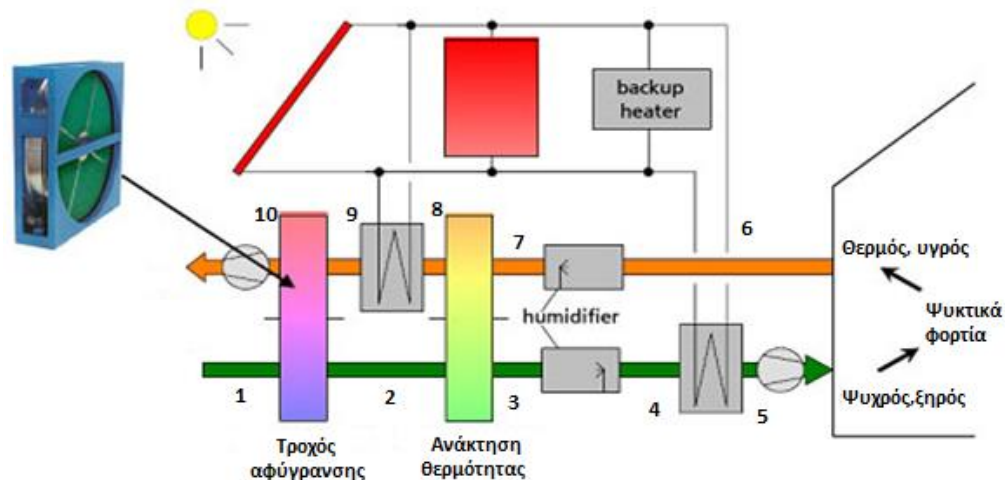 backup
heater
10
9
8
7
6
Θερμός, υγρός
humidifier
Ψυκτικά
φορτία
1
2
3
4
5
Ψυχρός,ξηρός
Τροχός
αφύγρανσης
Ανάκτηση
θερμότητας